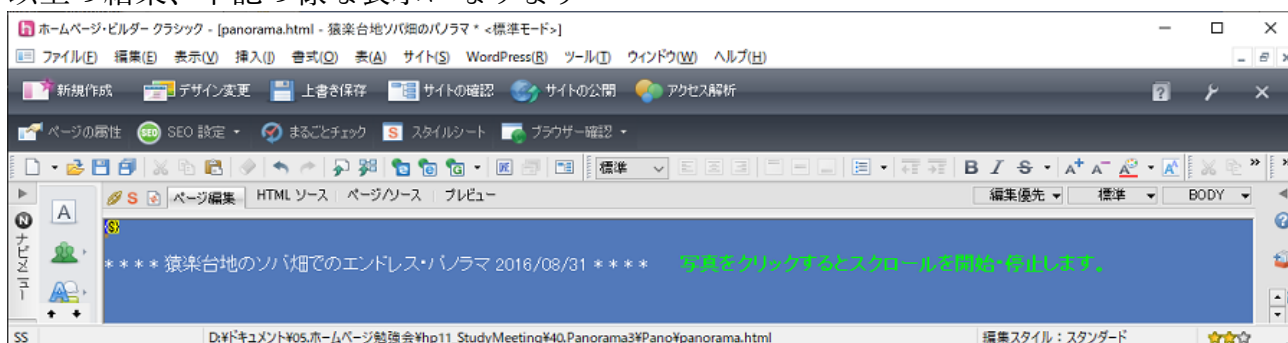 以上の結果、下記の様な表示になります
ホームページ・ビルダー クラシック - [panorama.html - 猿楽台地ソバ畑のパノラマ * <標準モード>]
ファイル(F) 編集(E) 表示(V) 挿入(I) 書式(O) 表(A) サイト(S) WordPress(R) ツール(T) ウィンドウ(W) ヘルプ(H)
新規作成 デザイン変更 上書き保存 サイトの確認 サイトの公開 アクセス解析
ページの属性 SEO SEO 設定 まるごとチェック S スタイルシート ブラウザー確認
標準 B I S A+ A- A A
S ページ編集 HTML ソース ページ/ソース プレビュー 編集優先 標準 BODY
N ナビメニュー
A
{S}
＊＊＊＊ 猿楽台地のソバ畑でのエンドレス・パノラマ 2016/08/31 ＊＊＊＊ 写真をクリックするとスクロールを開始・停止します。
SS D:¥ドキュメント¥05.ホームページ勉強会¥hp11_StudyMeeting¥40.Panorama3¥Pano¥panorama.html 編集スタイル：スタンダード